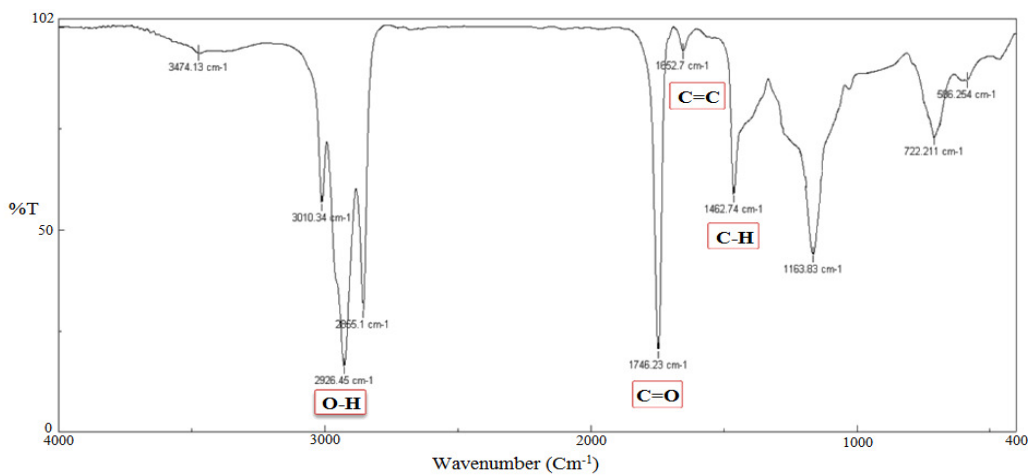 102
3474.13 cm-1
1652.7 cm-1
C=C
596.254 cm-1
722.211 cm-1
%T
50
3010.34 cm-1
1462.74 cm-1
C-H
1163.83 cm-1
2855.1 cm-1
1746.23 cm-1
2926.45 cm-1
O-H
C=O
0
4000
3000
2000
1000
400
Wavenumber (Cm⁻¹)